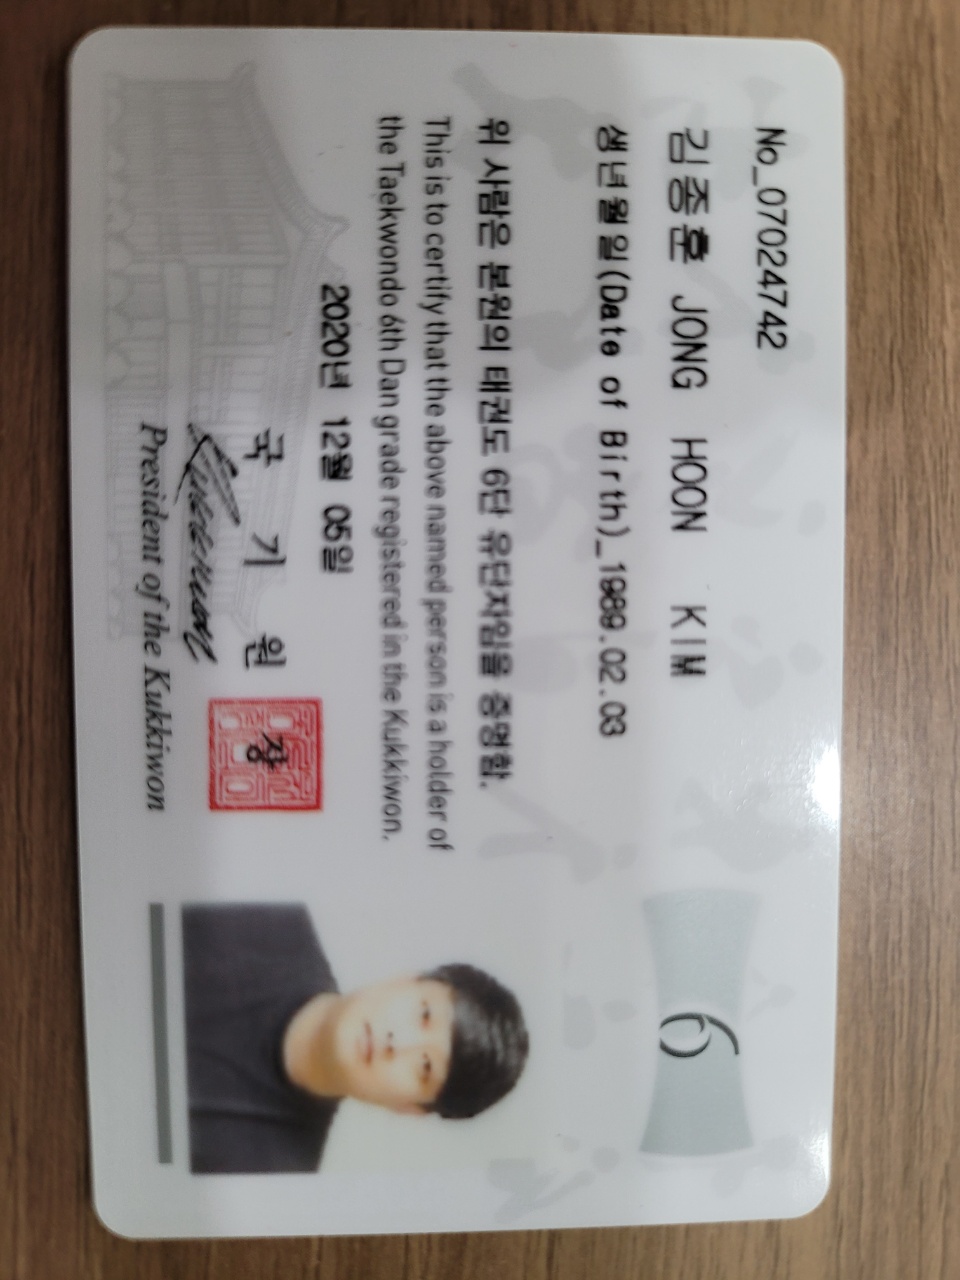 No_07024742
김종훈 JONG HOON KIM
생년월일(Date of Birth)_1989.02.03
위 사람은 본원의 태권도 6단 유단자임을 증명함.
This is to certify that the above named person is a holder of
the Taekwondo 6th Dan grade registered in the Kukkiwon.
2020년 12월 05일
국 기 원 장
President of the Kukkiwon
6